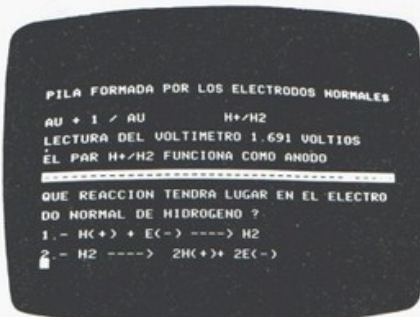 PILA FORMADA POR LOS ELECTRODOS NORMALES
AU + 1 / AU H+/H2
LECTURA DEL VOLTIMETRO 1.691 VOLTIOS
EL PAR H+/H2 FUNCIONA COMO ANODO
QUE REACCION TENDRA LUGAR EN EL ELECTRO
DO NORMAL DE HIDROGENO ?
1.- H(+) + E(-) ----> H2
2.- H2 ----> 2H(+)+ 2E(-)